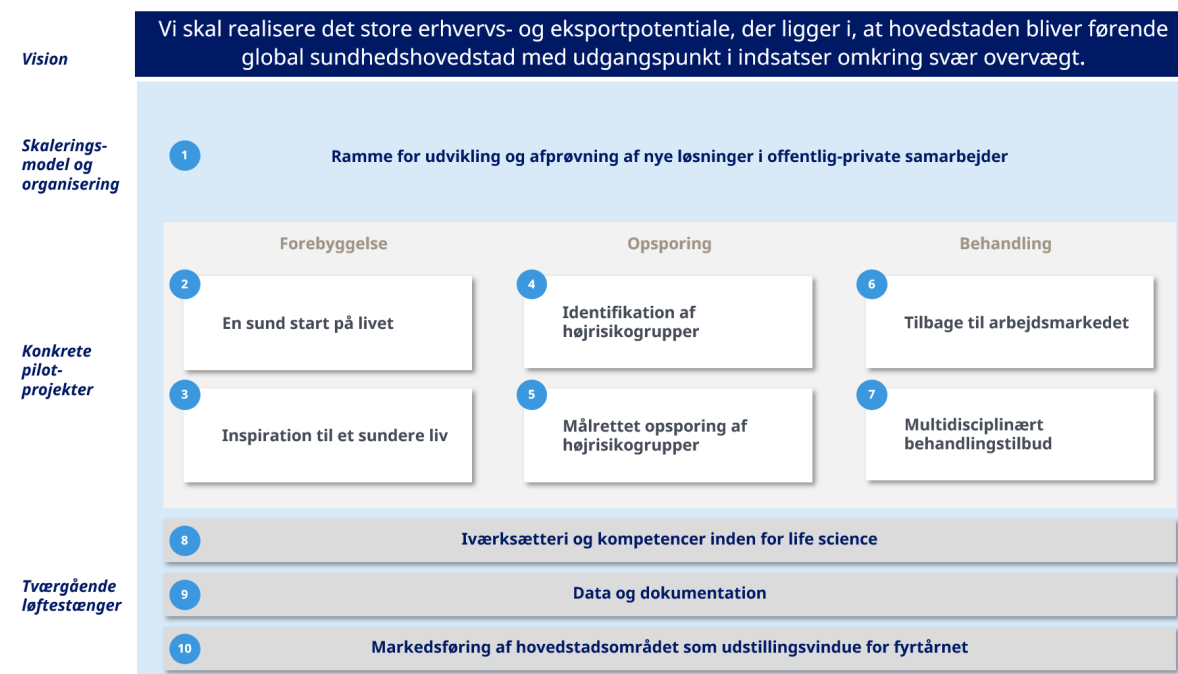 Vision
Vi skal realisere det store erhvervs- og eksportpotentiale, der ligger i, at hovedstaden bliver førende
global sundhedshovedstad med udgangspunkt i indsatser omkring svær overvægt.
Skalerings-
model og
organisering
1
Ramme for udvikling og afprøvning af nye løsninger i offentlig-private samarbejder
Konkrete
pilot-
projekter
Forebyggelse
2
En sund start på livet
3
Inspiration til et sundere liv
Opsporing
4
Identifikation af
højrisikogrupper
5
Målrettet opsporing af
højrisikogrupper
Behandling
6
Tilbage til arbejdsmarkedet
7
Multidisciplinært
behandlingstilbud
Tværgående
løftestænger
8
Iværksætteri og kompetencer inden for life science
9
Data og dokumentation
10
Markedsføring af hovedstadsområdet som udstillingsvindue for fyrtårnet